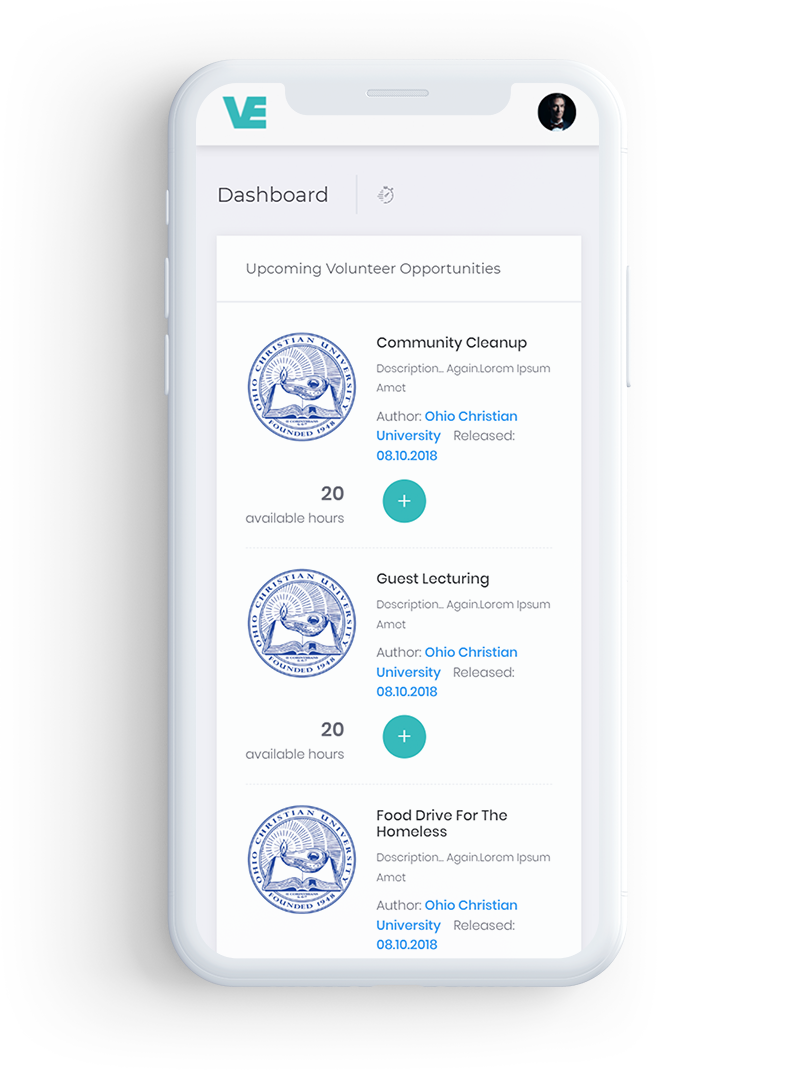 VE
Dashboard
Upcoming Volunteer Opportunities
OHIO CHRISTIAN UNIVERSITY
FOUNDED 1948
Community Cleanup
Description... Again.Lorem Ipsum
Amet
Author: Ohio Christian
University Released:
08.10.2018
20
available hours
+
OHIO CHRISTIAN UNIVERSITY
FOUNDED 1948
Guest Lecturing
Description... Again.Lorem Ipsum
Amet
Author: Ohio Christian
University Released:
08.10.2018
20
available hours
+
OHIO CHRISTIAN UNIVERSITY
FOUNDED 1948
Food Drive For The
Homeless
Description... Again.Lorem Ipsum
Amet
Author: Ohio Christian
University Released:
08.10.2018